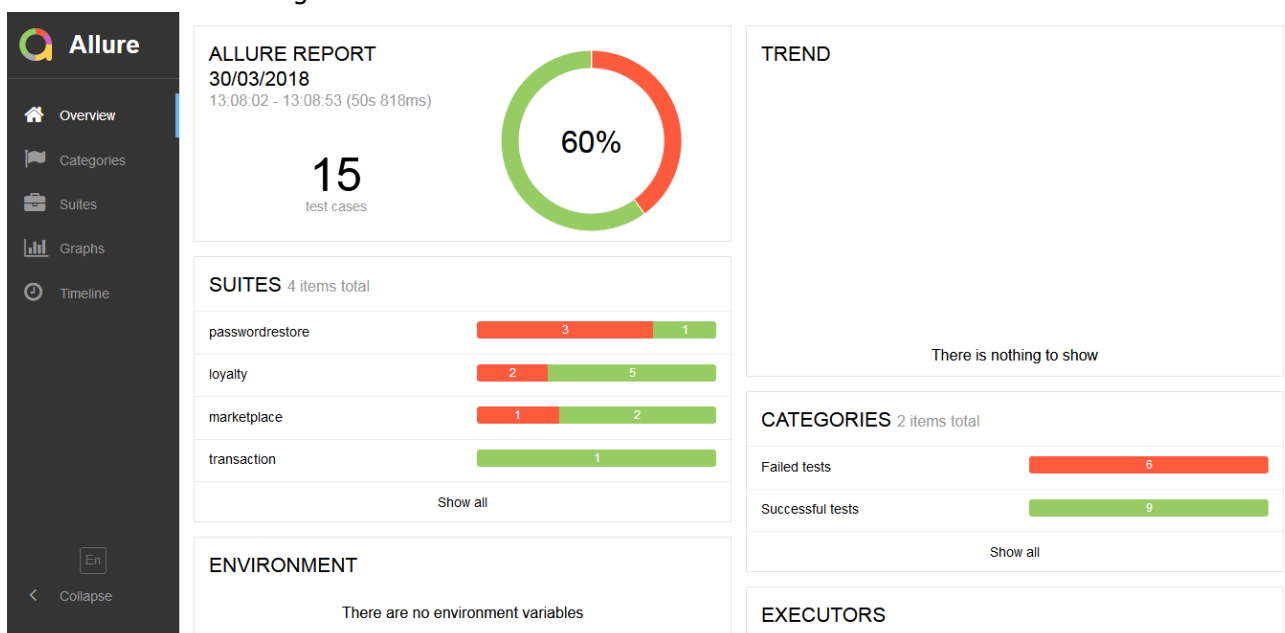 Allure
Overview
Categories
Suites
Graphs
Timeline
En
Collapse
ALLURE REPORT
30/03/2018
13:08:02 - 13:08:53 (50s 818ms)
15
test cases
60%
SUITES 4 items total
passwordrestore 3 1
loyalty 2 5
marketplace 1 2
transaction 1
Show all
ENVIRONMENT
There are no environment variables
TREND
There is nothing to show
CATEGORIES 2 items total
Failed tests 6
Successful tests 9
Show all
EXECUTORS